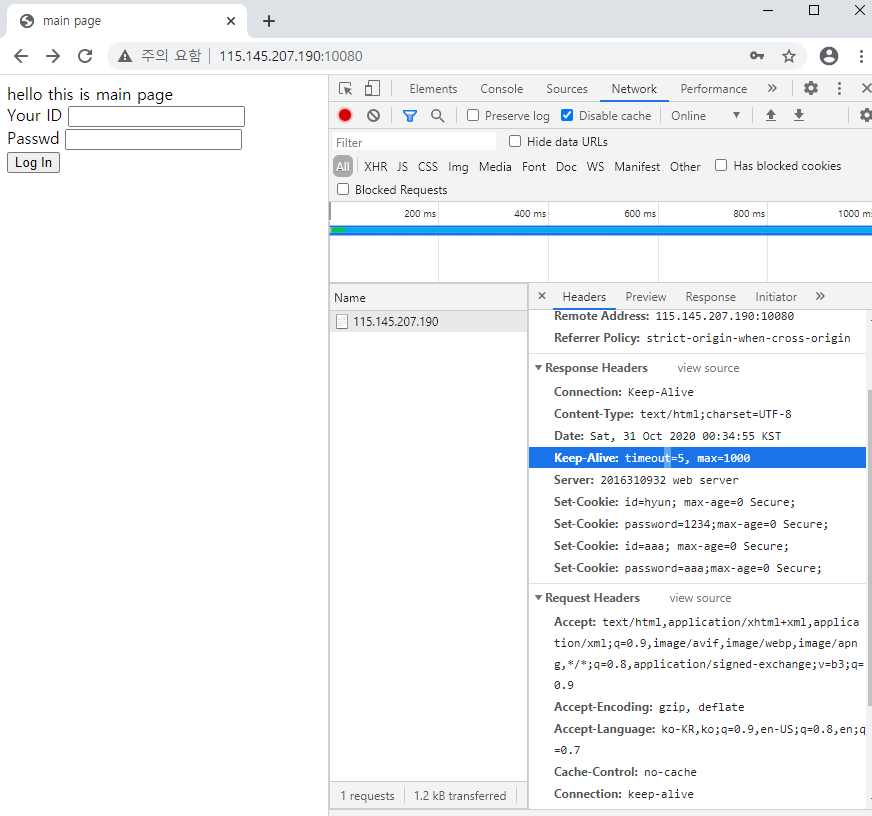 main page
주의 요함 115.145.207.190:10080
hello this is main page
Your ID
Passwd
Log In
Elements Console Sources Network Performance
Preserve log Disable cache Online
Filter Hide data URLs
All XHR JS CSS Img Media Font Doc WS Manifest Other Has blocked cookies
Blocked Requests
200 ms 400 ms 600 ms 800 ms 1000 ms
Name
115.145.207.190
Headers Preview Response Initiator
Remote Address: 115.145.207.190:10080
Referrer Policy: strict-origin-when-cross-origin
Response Headers view source
Connection: Keep-Alive
Content-Type: text/html;charset=UTF-8
Date: Sat, 31 Oct 2020 00:34:55 KST
Keep-Alive: timeout=5, max=1000
Server: 2016310932 web server
Set-Cookie: id=hyun; max-age=0 Secure;
Set-Cookie: password=1234;max-age=0 Secure;
Set-Cookie: id=aaa; max-age=0 Secure;
Set-Cookie: password=aaa;max-age=0 Secure;
Request Headers view source
Accept: text/html,application/xhtml+xml,applica
tion/xml;q=0.9,image/avif,image/webp,image/apn
g,*/*;q=0.8,application/signed-exchange;v=b3;q=
0.9
Accept-Encoding: gzip, deflate
Accept-Language: ko-KR,ko;q=0.9,en-US;q=0.8,en;q
=0.7
Cache-Control: no-cache
Connection: keep-alive
1 requests 1.2 kB transferred